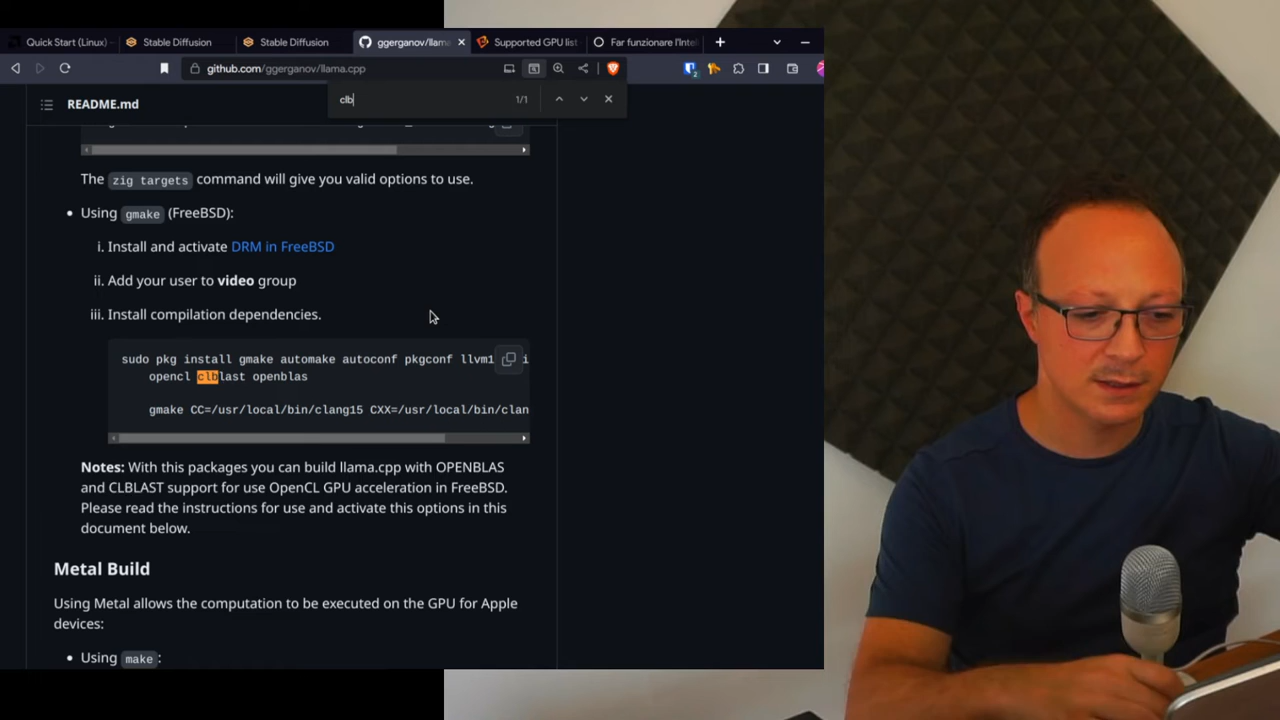 Quick Start (Linux)
Stable Diffusion
Stable Diffusion
ggerganov/llama
Supported GPU list
Far funzionare l'Inte
github.com/ggerganov/llama.cpp
clb
1/1
README.md
The zig targets command will give you valid options to use.
Using gmake (FreeBSD):
i. Install and activate DRM in FreeBSD
ii. Add your user to video group
iii. Install compilation dependencies.
sudo pkg install gmake automake autoconf pkgconf llvm1
opencl clblast openblas
gmake CC=/usr/local/bin/clang15 CXX=/usr/local/bin/clan
Notes: With this packages you can build llama.cpp with OPENBLAS
and CLBLAST support for use OpenCL GPU acceleration in FreeBSD.
Please read the instructions for use and activate this options in this
document below.
Metal Build
Using Metal allows the computation to be executed on the GPU for Apple
devices:
Using make: